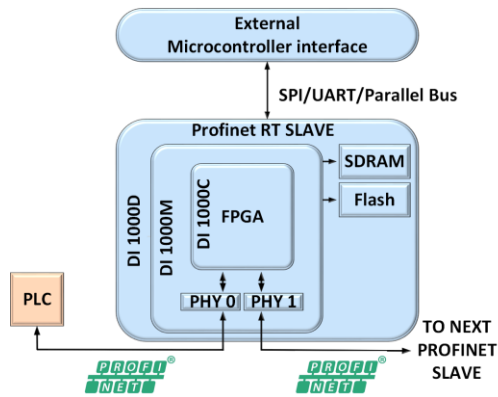 External
Microcontroller interface
SPI/UART/Parallel Bus
Profinet RT SLAVE
SDRAM
Flash
DI 1000D
DI 1000M
DI 1000C
FPGA
PHY 0
PHY 1
PLC
TO NEXT
PROFINET
SLAVE
PROFI
NET®
PROFI
NET®